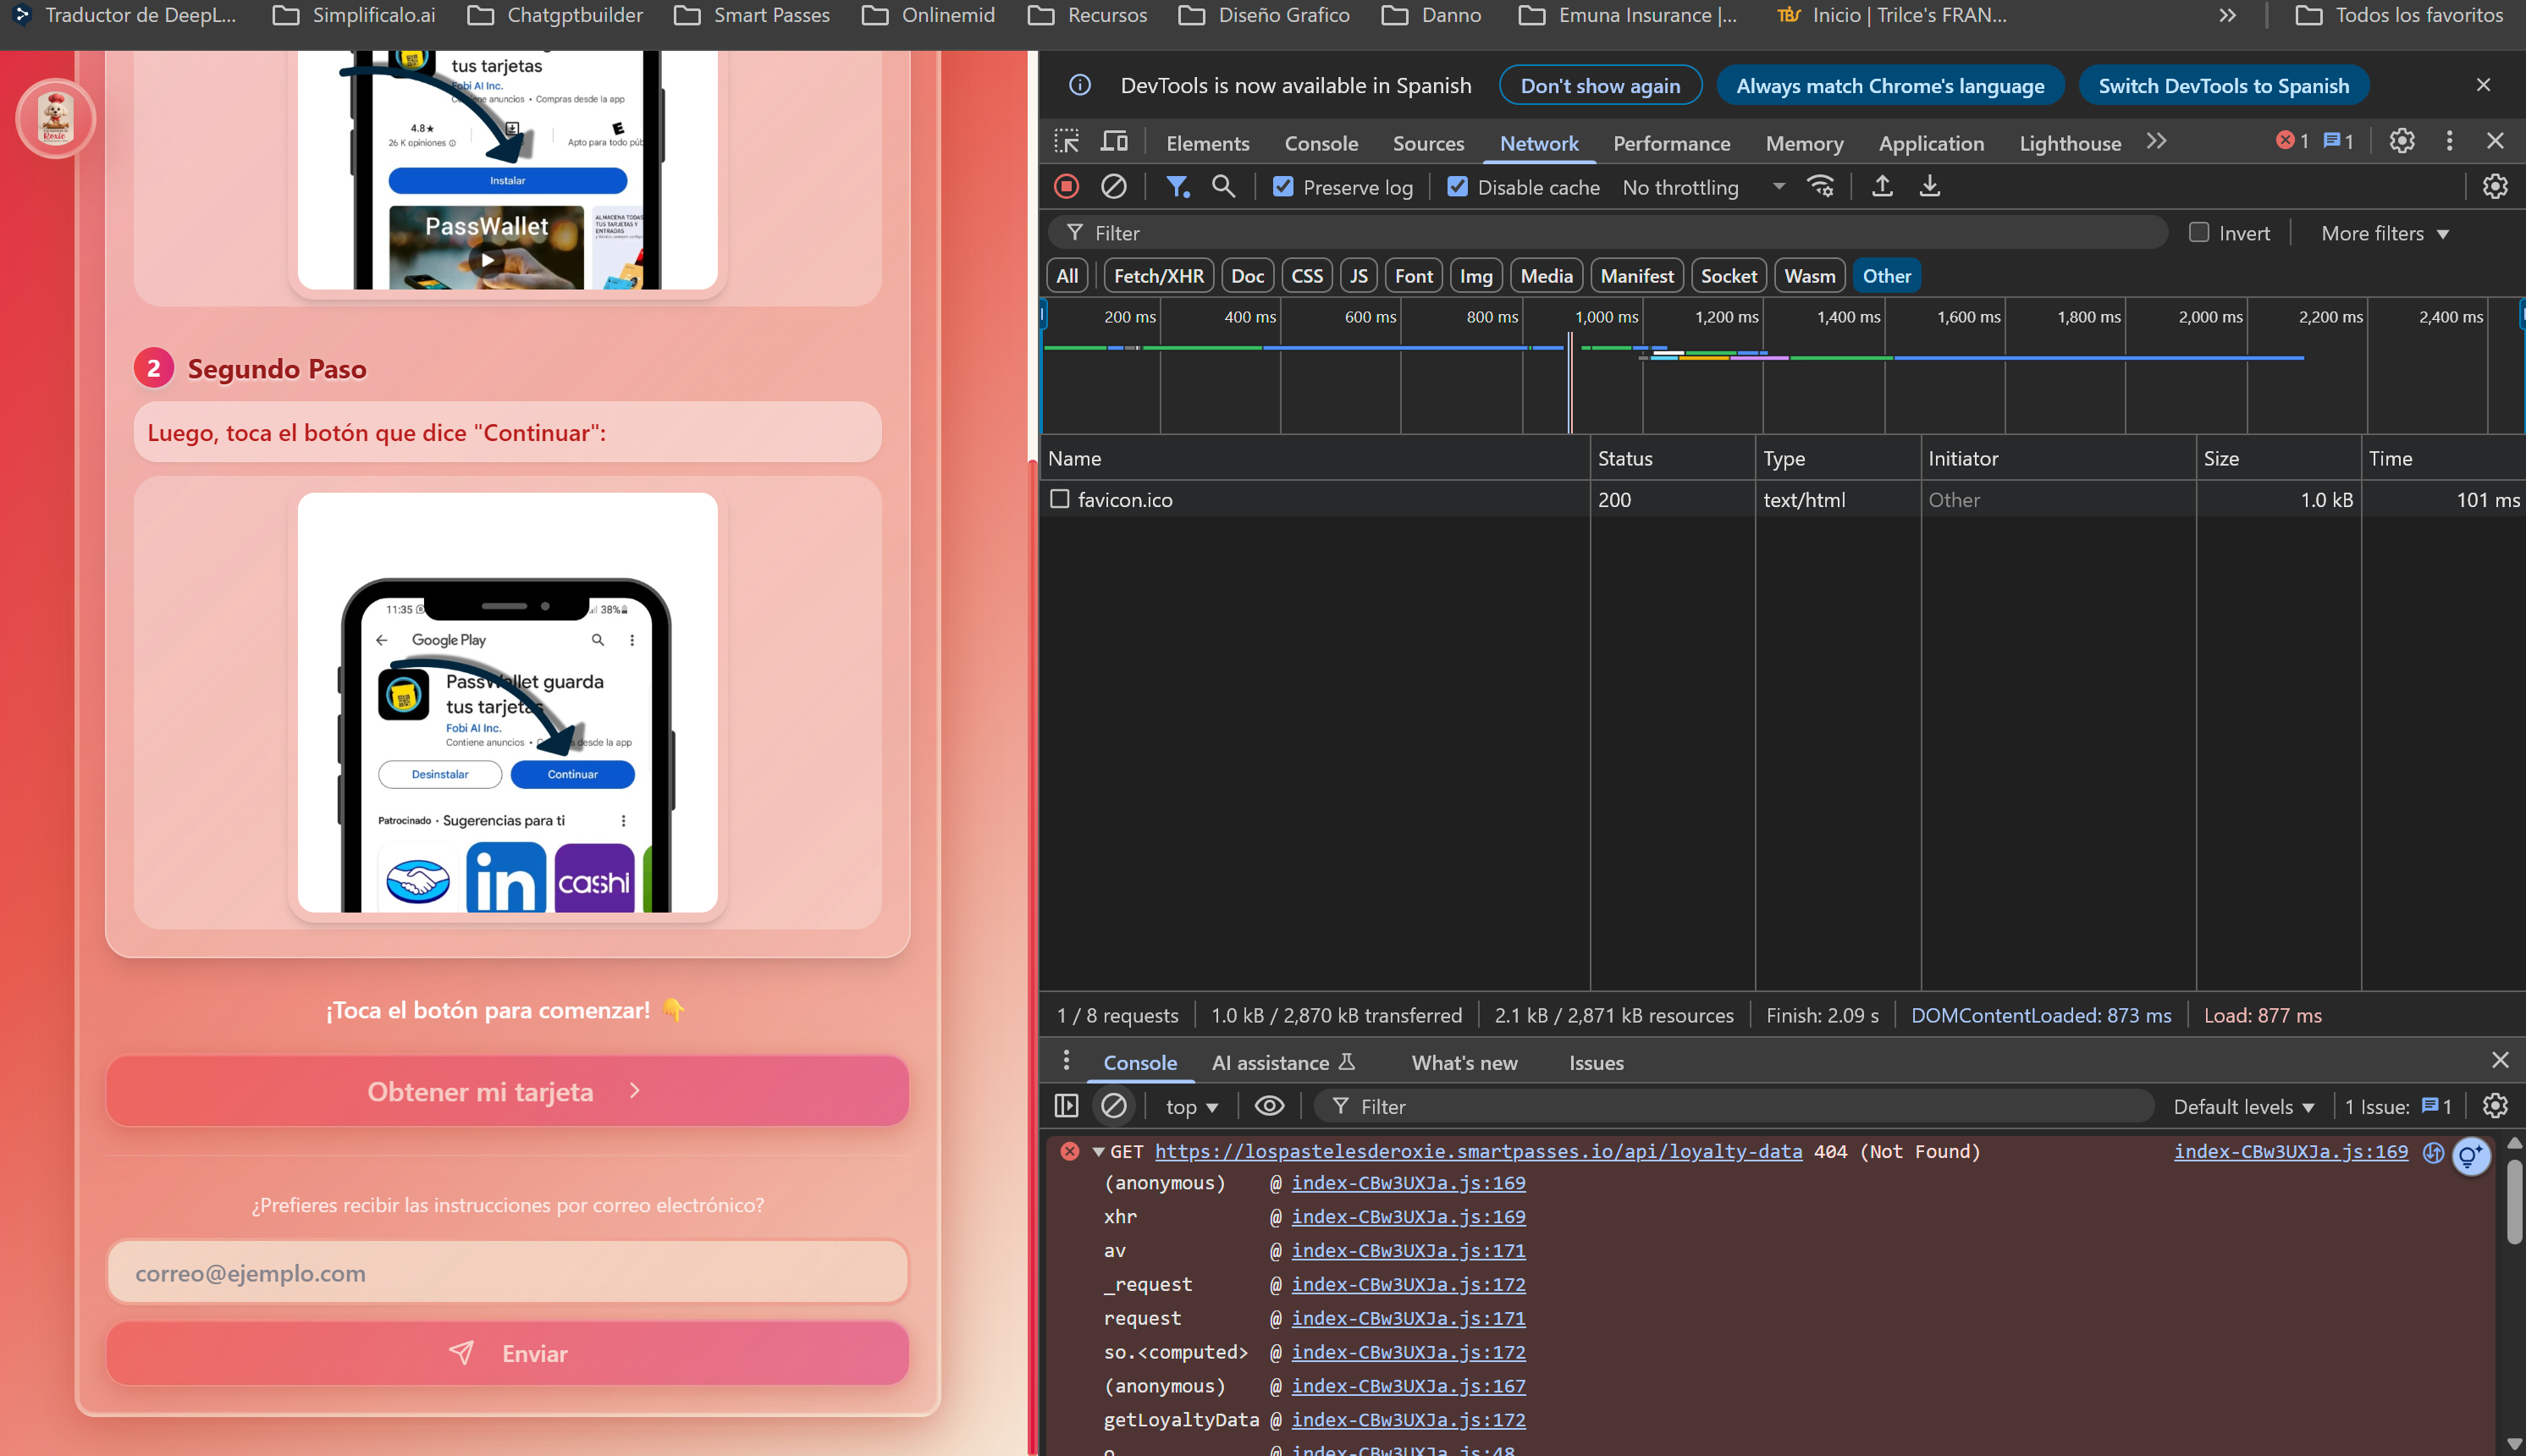 Traductor de DeepL...
Simplificalo.ai
Chatgptbuilder
Smart Passes
Onlinemid
Recursos
Diseño Grafico
Danno
Emuna Insurance |...
TBS Inicio | Trilce's FRAN...
Todos los favoritos
Roxie
tus tarjetas
Fobi AI Inc.
Contiene anuncios • Compras desde la app
4.8★
26 K opiniones
E
Apto para todo púb
Instalar
PassWallet
ALMACENA TODAS
TUS TARJETAS Y
ENTRADAS
2 Segundo Paso
Luego, toca el botón que dice "Continuar":
11:35
38%
Google Play
PassWallet guarda
tus tarjetas
Fobi AI Inc.
Contiene anuncios • desde la app
Desinstalar
Continuar
Patrocinado • Sugerencias para ti
in
cashi
¡Toca el botón para comenzar! 👇
Obtener mi tarjeta >
¿Prefieres recibir las instrucciones por correo electrónico?
correo@ejemplo.com
Enviar
DevTools is now available in Spanish
Don't show again
Always match Chrome's language
Switch DevTools to Spanish
Elements Console Sources Network Performance Memory Application Lighthouse 1 1
Preserve log Disable cache No throttling
Filter Invert More filters
All Fetch/XHR Doc CSS JS Font Img Media Manifest Socket Wasm Other
200 ms 400 ms 600 ms 800 ms 1,000 ms 1,200 ms 1,400 ms 1,600 ms 1,800 ms 2,000 ms 2,200 ms 2,400 ms
Name Status Type Initiator Size Time
favicon.ico 200 text/html Other 1.0 kB 101 ms
1 / 8 requests 1.0 kB / 2,870 kB transferred 2.1 kB / 2,871 kB resources Finish: 2.09 s DOMContentLoaded: 873 ms Load: 877 ms
Console AI assistance What's new Issues
top Filter Default levels 1 Issue: 1
GET https://lospastelesderoxie.smartpasses.io/api/loyalty-data 404 (Not Found) index-CBw3UXJa.js:169
(anonymous) @ index-CBw3UXJa.js:169
xhr @ index-CBw3UXJa.js:169
av @ index-CBw3UXJa.js:171
_request @ index-CBw3UXJa.js:172
request @ index-CBw3UXJa.js:171
so.<computed> @ index-CBw3UXJa.js:172
(anonymous) @ index-CBw3UXJa.js:167
getLoyaltyData @ index-CBw3UXJa.js:172
o @ index-CBw3UXJa.js:48